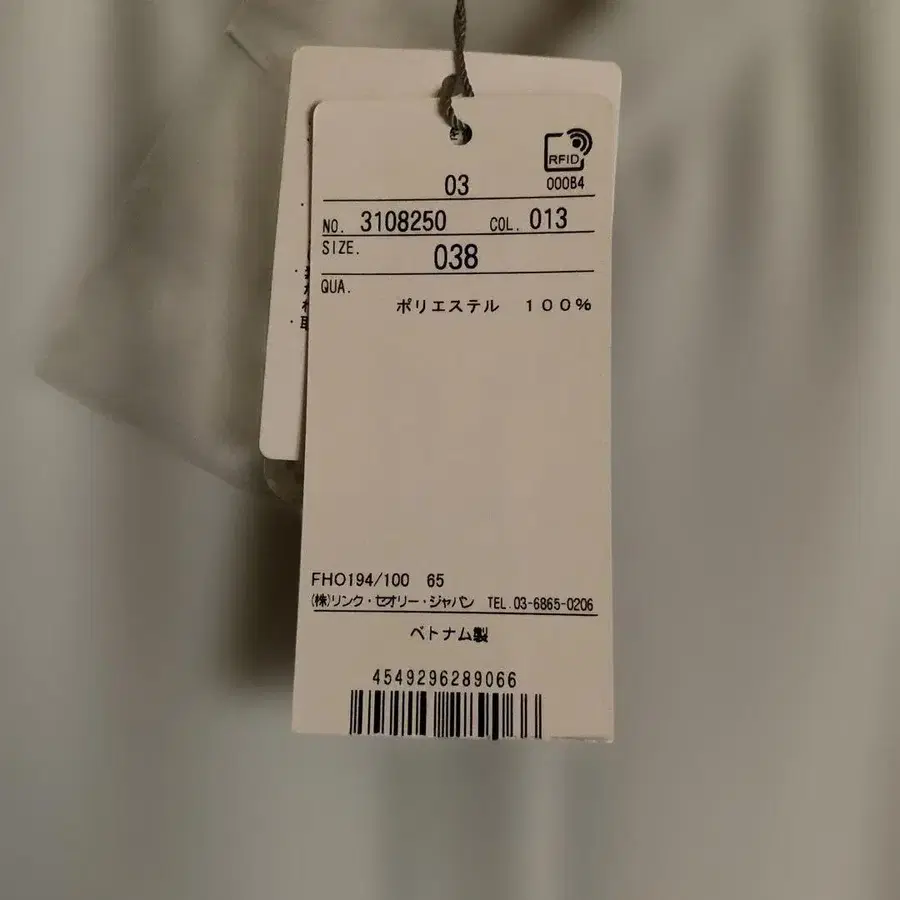 RFID
03 000B4
NO. 3108250 COL. 013
SIZE. 038
QUA.
ポリエステル 100%
FH0194/100 65
(株)リンク・セオリー・ジャパン TEL.03-6865-0206
ベトナム製
4549296289066